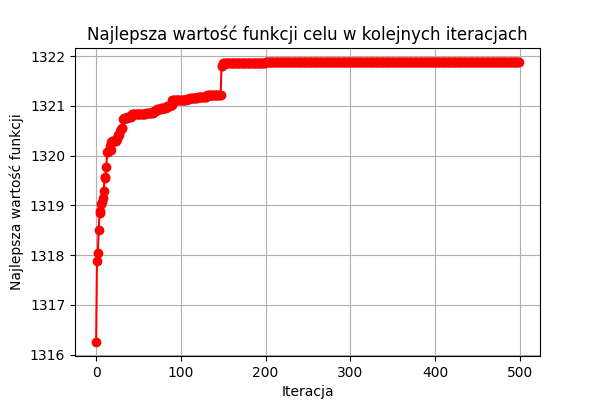 Najlepsza wartość funkcji celu w kolejnych iteracjach
1322
1321
1320
1319
1318
1317
1316
Najlepsza wartość funkcji
0 100 200 300 400 500
Iteracja